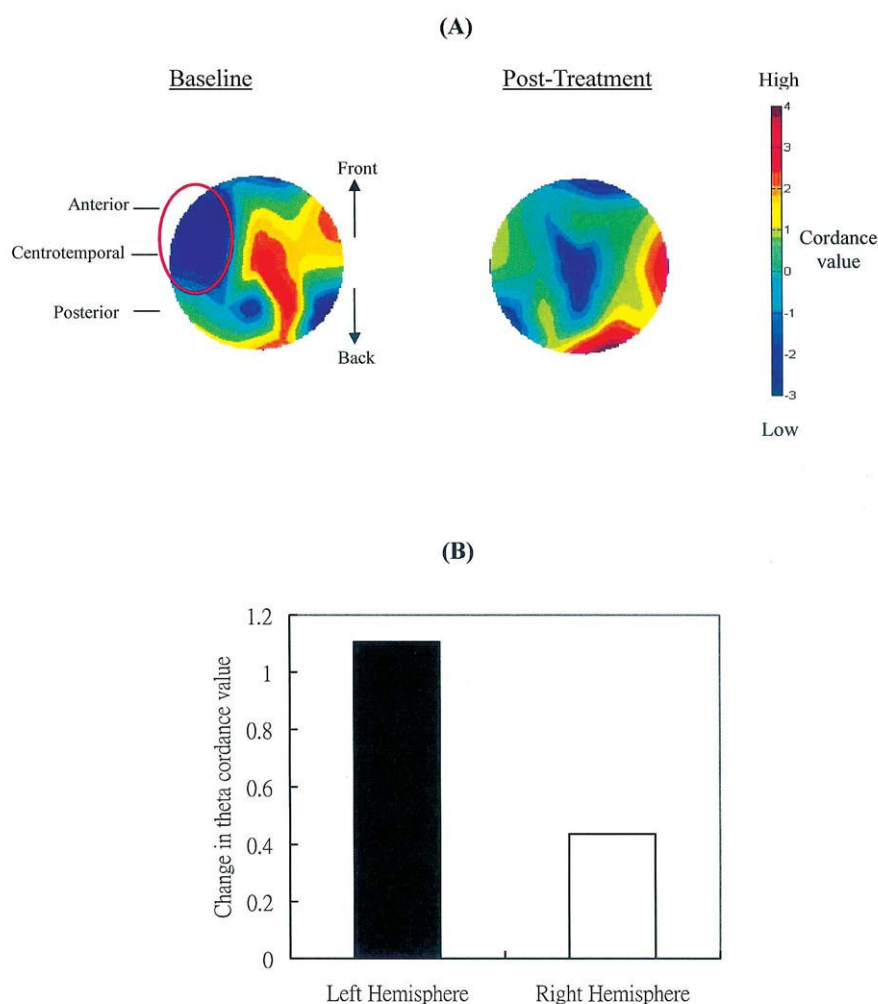 (A)
Baseline
Post-Treatment
High
Anterior
Centrotemporal
Posterior
Front
Back
4
3
2
1
0
-1
-2
-3
Cordance
value
Low
(B)
Change in theta cordance value
1.2
1
0.8
0.6
0.4
0.2
0
Left Hemisphere
Right Hemisphere